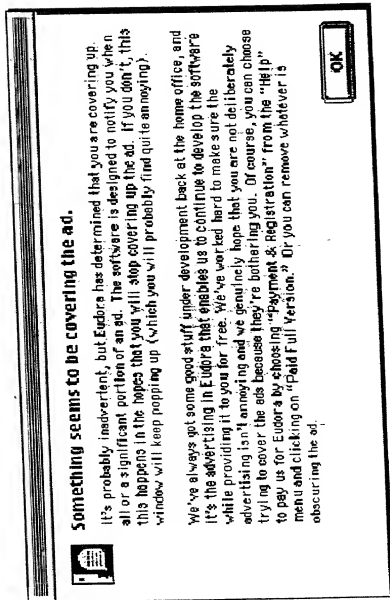 Something seems to be covering the ad.
It's probably inadvertent, but Eudora has determined that you are covering up
all or a significant portion of an ad. The software is designed to notify you when
this happens in the hopes that you will stop covering up the ad. If you don't, this
window will keep popping up (which you will probably find quite annoying).
We've always got some good stuff under development back at the home office, and
it's the advertising in Eudora that enables us to continue to develop the software
while providing it to you for free. We've worked hard to make sure the
advertising isn't annoying and we genuinely hope that you are not deliberately
trying to cover the ads because they're bothering you. Of course, you can choose
to pay us for Eudora by choosing "Payment & Registration" from the "Help"
menu and clicking on "Paid Full Version." Or you can remove whatever is
obscuring the ad.
OK